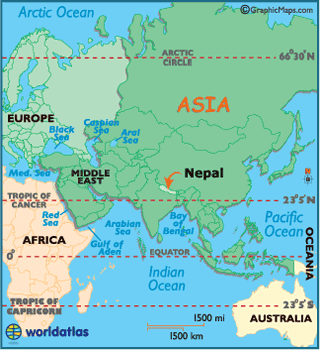 ©GraphicMaps.com
Arctic Ocean
ARCTIC
CIRCLE
66°30'N
ASIA
EUROPE
Black
Sea
Caspian
Sea
Aral
Sea
Med. Sea
MIDDLE
EAST
Nepal
TROPIC OF
CANCER
23°5'N
Red
Sea
Arabian
Sea
Bay
of
Bengal
Pacific
Ocean
AFRICA
Gulf of
Aden
OCEANIA
0°
EQUATOR
Indian
Ocean
TROPIC OF
CAPRICORN
23°5'S
1500 mi
1500 km
AUSTRALIA
worldatlas